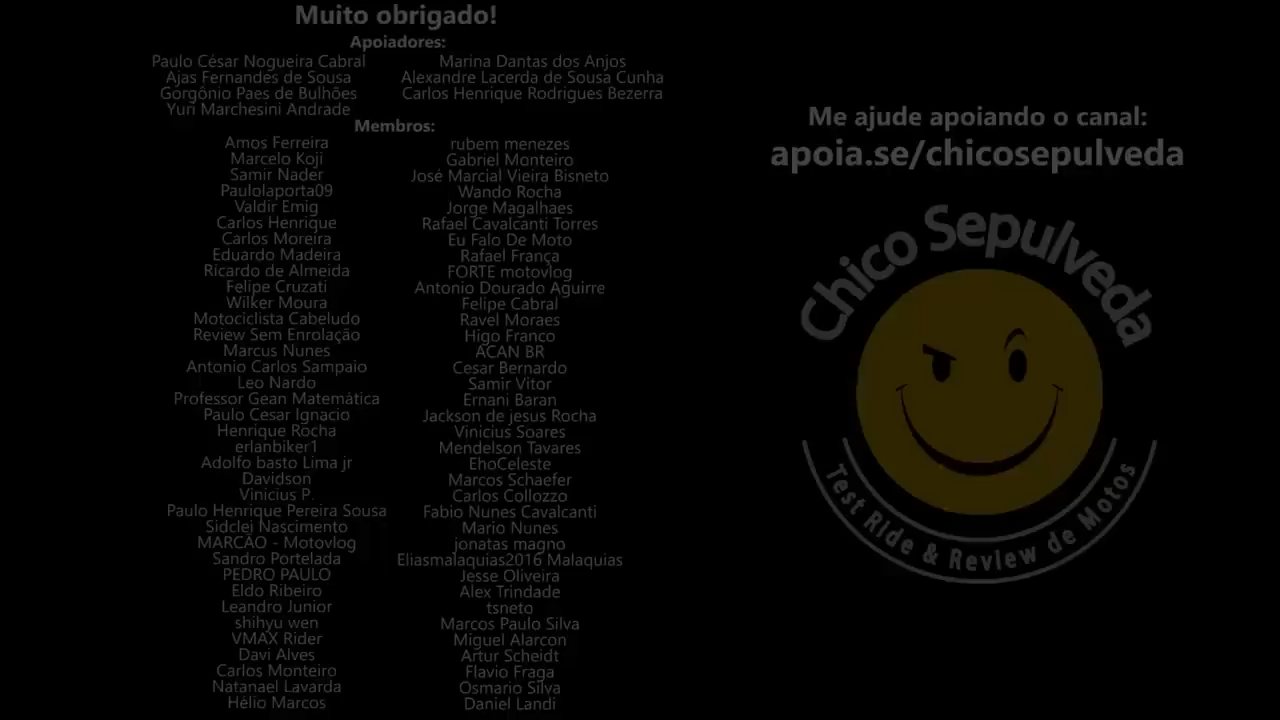 Muito obrigado!
Apoiadores:
Paulo César Nogueira Cabral
Ajas Fernandes de Sousa
Gorgônio Paes de Bulhões
Yuri Marchesini Andrade
Marina Dantas dos Anjos
Alexandre Lacerda de Sousa Cunha
Carlos Henrique Rodrigues Bezerra
Membros:
Amos Ferreira
Marcelo Koji
Samir Nader
Paulolaporta09
Valdir Emig
Carlos Henrique
Carlos Moreira
Eduardo Madeira
Ricardo de Almeida
Felipe Cruzati
Wilker Moura
Motociclista Cabeludo
Review Sem Enrolação
Marcus Nunes
Antonio Carlos Sampaio
Leo Nardo
Professor Gean Matemática
Paulo Cesar Ignacio
Henrique Rocha
erlanbiker1
Adolfo basto Lima jr
Davidson
Vinicius P.
Paulo Henrique Pereira Sousa
Sidclei Nascimento
MARCÃO - Motovlog
Sandro Portelada
PEDRO PAULO
Eldo Ribeiro
Leandro Junior
shihyu wen
VMAX Rider
Davi Alves
Carlos Monteiro
Natanael Lavarda
Hélio Marcos
rubem menezes
Gabriel Monteiro
José Marcial Vieira Bisneto
Wando Rocha
Jorge Magalhaes
Rafael Cavalcanti Torres
Eu Falo De Moto
Rafael França
FORTE motovlog
Antonio Dourado Aguirre
Felipe Cabral
Ravel Moraes
Higo Franco
ACAN BR
Cesar Bernardo
Samir Vitor
Ernani Baran
Jackson de jesus Rocha
Vinicius Soares
Mendelson Tavares
EhoCeleste
Marcos Schaefer
Carlos Collozzo
Fabio Nunes Cavalcanti
Mario Nunes
jonatas magno
Eliasmalaquias2016 Malaquias
Jesse Oliveira
Alex Trindade
tsneto
Marcos Paulo Silva
Miguel Alarcon
Artur Scheidt
Flavio Fraga
Osmario Silva
Daniel Landi
Me ajude apoiando o canal:
apoia.se/chicosepulveda
Chico Sepulveda
Test Ride & Review de Motos